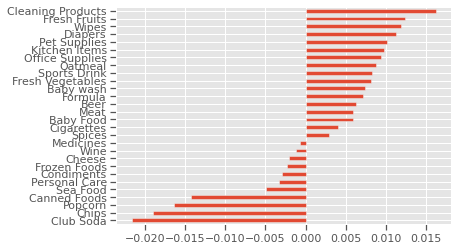 Cleaning Products
Fresh Fruits
Wipes
Diapers
Pet Supplies
Kitchen Items
Office Supplies
Oatmeal
Sports Drink
Fresh Vegetables
Baby wash
Formula
Beer
Meat
Baby Food
Cigarettes
Spices
Medicines
Wine
Cheese
Frozen Foods
Condiments
Personal Care
Sea Food
Canned Foods
Popcorn
Chips
Club Soda
-0.020 -0.015 -0.010 -0.005 0.000 0.005 0.010 0.015